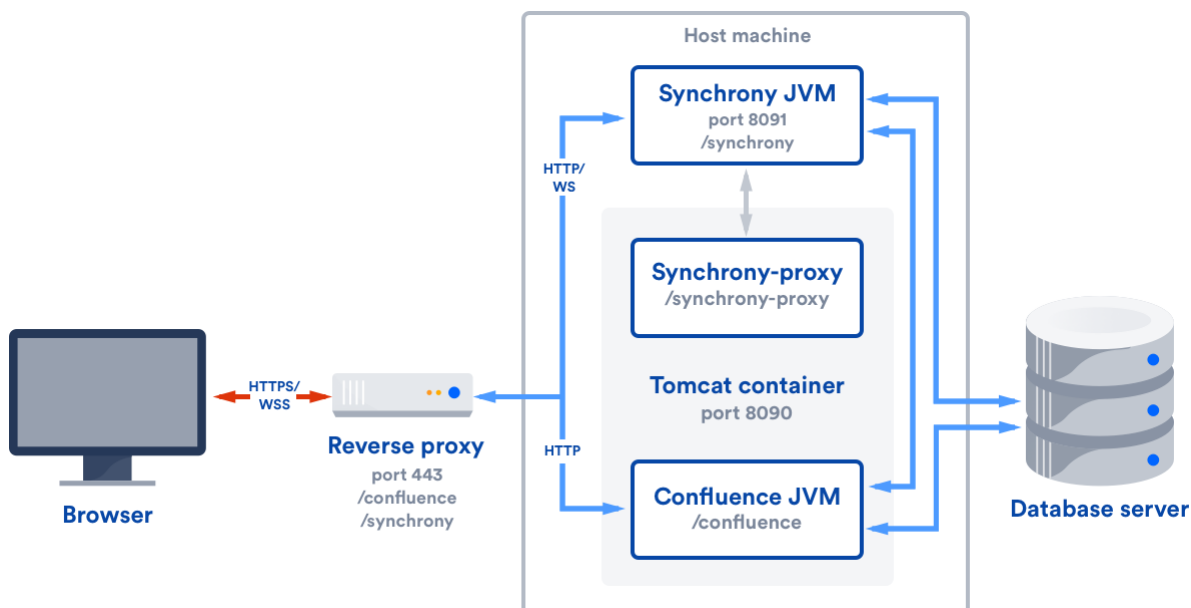 Host machine
Synchrony JVM
port 8091
/synchrony
HTTP/
WS
Synchrony-proxy
/synchrony-proxy
Tomcat container
port 8090
HTTPS/
WSS
Reverse proxy
port 443
/confluence
/synchrony
HTTP
Confluence JVM
/confluence
Browser
Database server